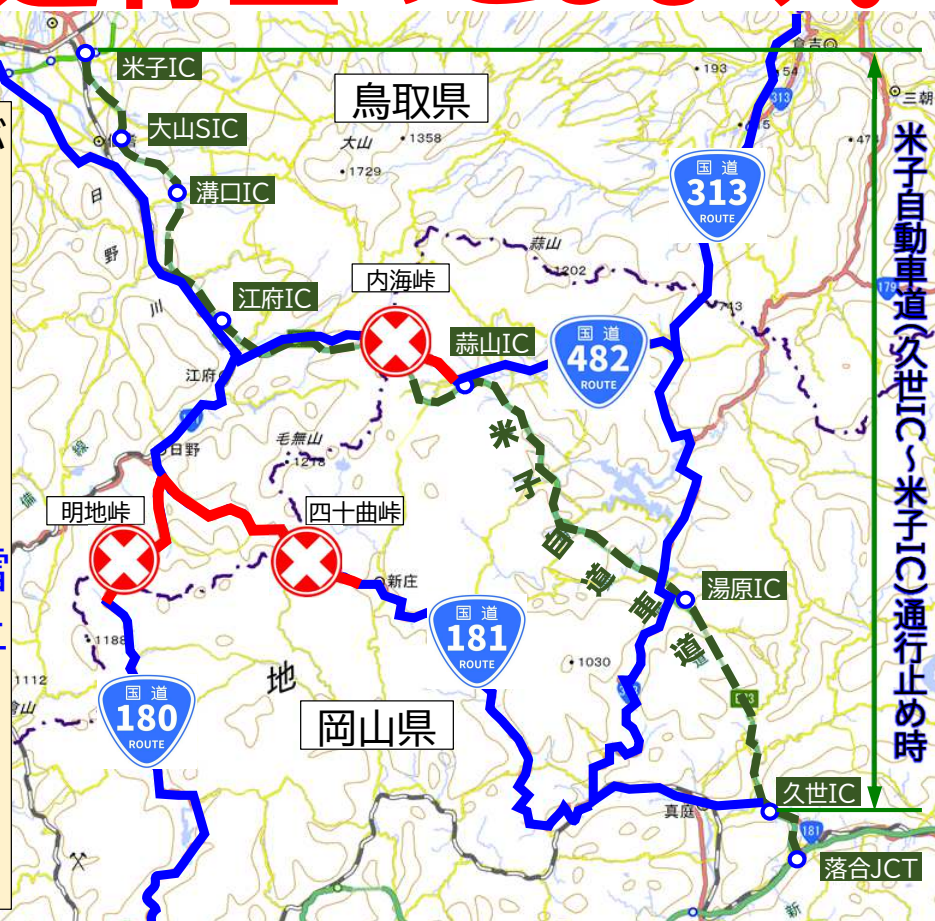 米子IC
大山SIC
溝口IC
江府IC
鳥取県
大山
1358
1729
193
54
倉吉
三朝
313
国道
313
ROUTE
日
野
川
蒜山
1202
内海峠
蒜山IC
国道
482
ROUTE
179
江府
日野
毛無山
1218
明地峠
四十曲峠
新庄
米
子
自
動
車
道
湯原IC
国道
181
ROUTE
1188
1112
地
1030
国道
180
ROUTE
岡山県
久世IC
真庭
181
落合JCT
米子自動車道(久世IC~米子IC)通行止め時